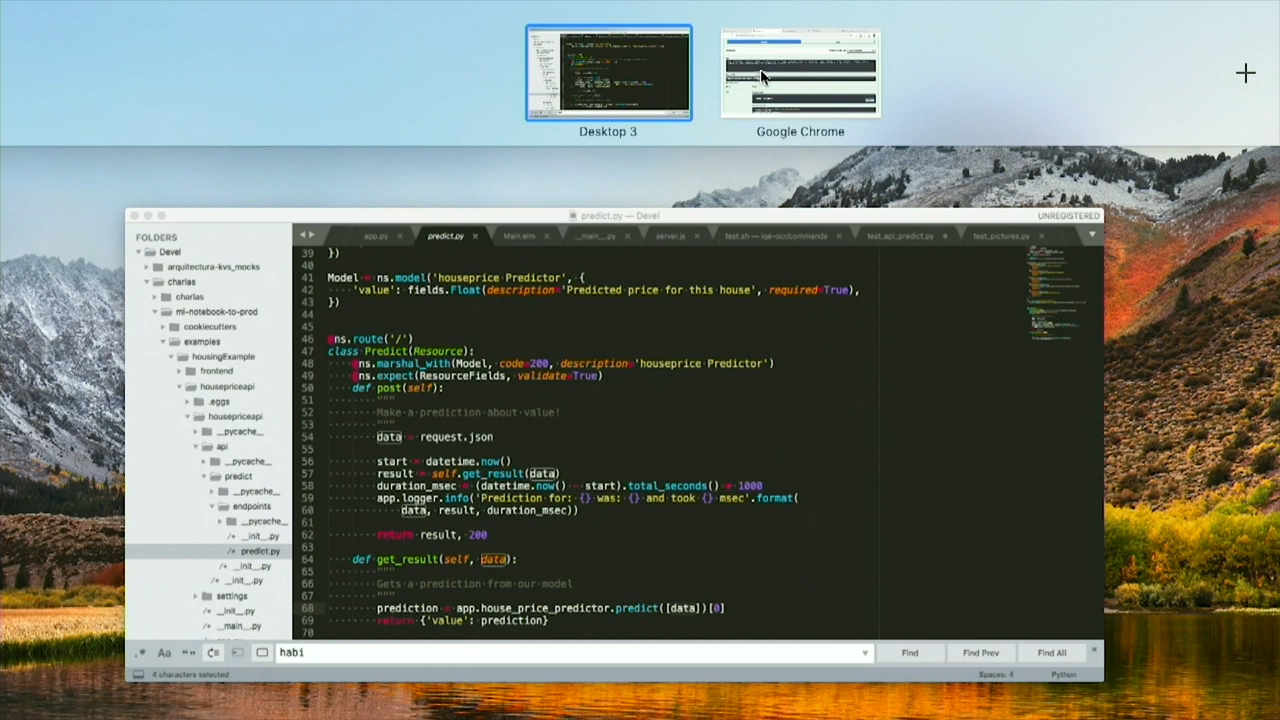 Desktop 3
Google Chrome
predict.py — Devel
UNREGISTERED
FOLDERS
Devel
arquitectura-kvs_mocks
charlas
charlas
ml-notebook-to-prod
cookiecutters
examples
housingExample
frontend
housepriceapi
.eggs
housepriceapi
__pycache__
api
__pycache__
predict
__pycache__
endpoints
__pycache__
__init__.py
predict.py
__init__.py
__init__.py
settings
__init__.py
__main__.py
app.py
predict.py
Main.elm
__main__.py
server.js
test.sh — iqe-ocr/commands
test_api_predict.py
test_pictures.py
39 })
40
41 Model = ns.model('houseprice Predictor', {
42 'value': fields.Float(description='Predicted price for this house', required=True),
43 })
44
45
46 @ns.route('/')
47 class Predict(Resource):
48 @ns.marshal_with(Model, code=200, description='houseprice Predictor')
49 @ns.expect(ResourceFields, validate=True)
50 def post(self):
51 """
52 Make a prediction about value!
53 """
54 data = request.json
55
56 start = datetime.now()
57 result = self.get_result(data)
58 duration_msec = (datetime.now() - start).total_seconds() * 1000
59 app.logger.info('Prediction for: {} was: {} and took {} msec'.format(
60 data, result, duration_msec))
61
62 return result, 200
63
64 def get_result(self, data):
65 """
66 Gets a prediction from our model
67 """
68 prediction = app.house_price_predictor.predict([data])[0]
69 return {'value': prediction}
70
Aa
habi
Find
Find Prev
Find All
4 characters selected
Spaces: 4
Python